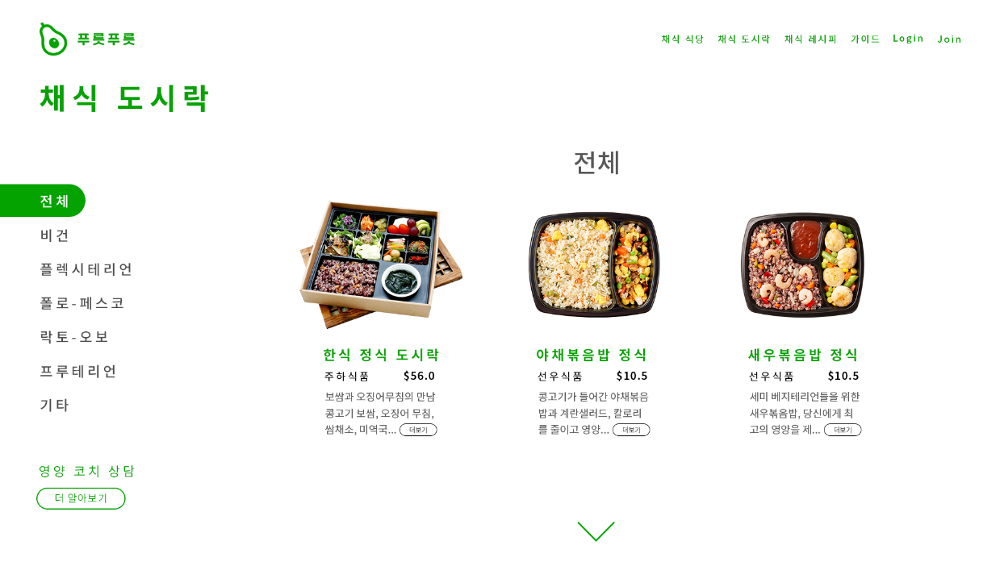 푸릇푸릇
채식 식당 채식 도시락 채식 레시피 가이드 Login Join
채식 도시락
전체
전체
비건
플렉시테리언
폴로-페스코
락토-오보
프루테리언
기타
영양 코치 상담
더 알아보기
한식 정식 도시락
주하식품 $56.0
보쌈과 오징어무침의 만남
콩고기 보쌈, 오징어 무침,
쌈채소, 미역국... 더보기
야채볶음밥 정식
선우식품 $10.5
콩고기가 들어간 야채볶음
밥과 계란샐러드, 칼로리
를 줄이고 영양... 더보기
새우볶음밥 정식
선우식품 $10.5
세미 베지테리언들을 위한
새우볶음밥, 당신에게 최
고의 영양을 제... 더보기